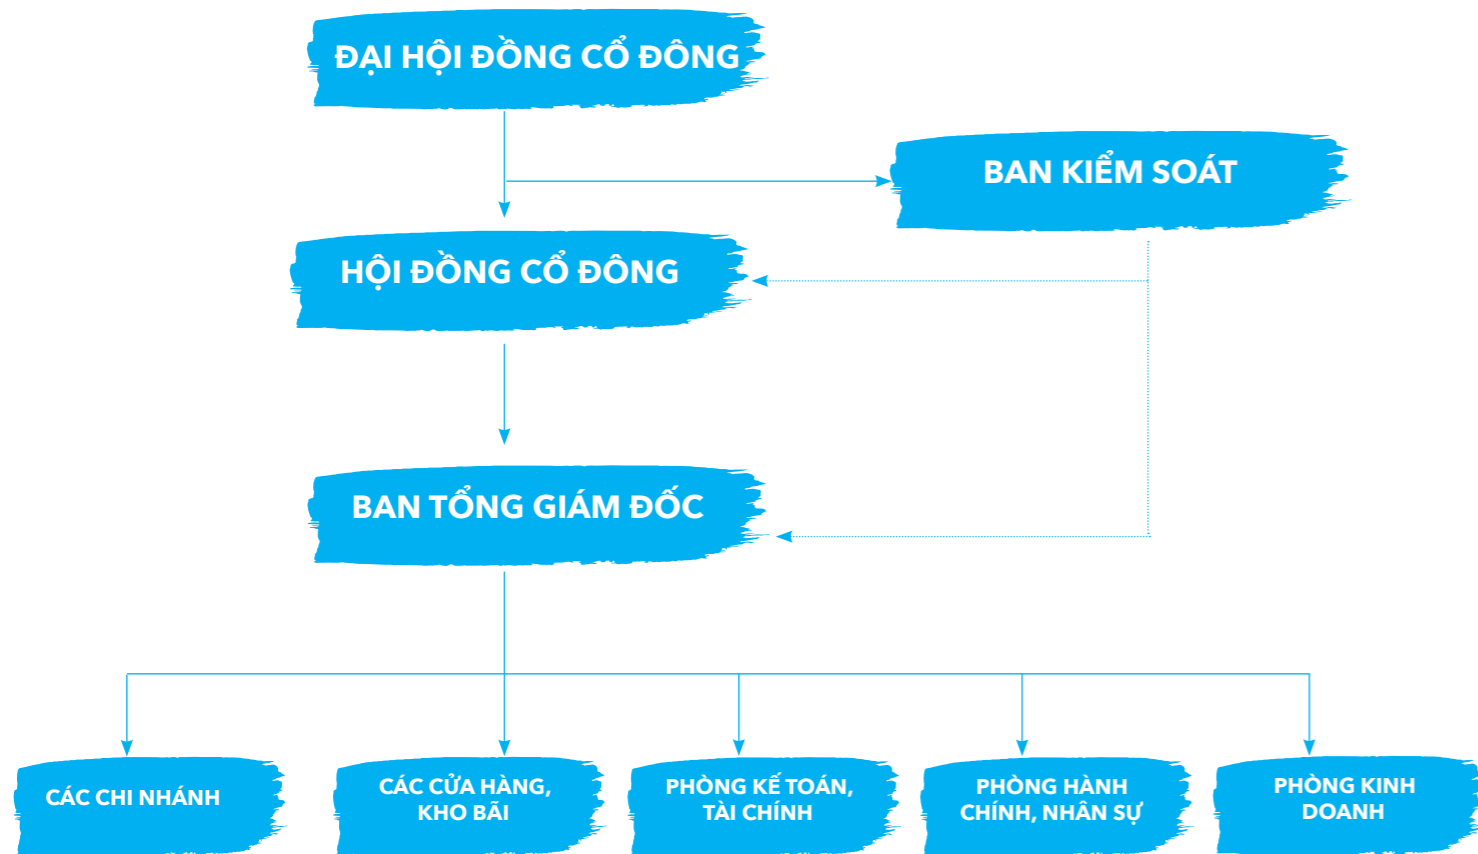 ĐẠI HỘI ĐỒNG CỔ ĐÔNG
BAN KIỂM SOÁT
HỘI ĐỒNG CỔ ĐÔNG
BAN TỔNG GIÁM ĐỐC
CÁC CHI NHÁNH
CÁC CỬA HÀNG,
KHO BÃI
PHÒNG KẾ TOÁN,
TÀI CHÍNH
PHÒNG HÀNH
CHÍNH, NHÂN SỰ
PHÒNG KINH
DOANH